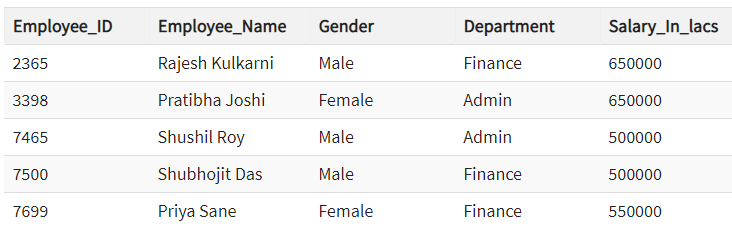 Employee_ID Employee_Name Gender Department Salary_In_lacs
2365 Rajesh Kulkarni Male Finance 650000
3398 Pratibha Joshi Female Admin 650000
7465 Shushil Roy Male Admin 500000
7500 Shubhojit Das Male Finance 500000
7699 Priya Sane Female Finance 550000